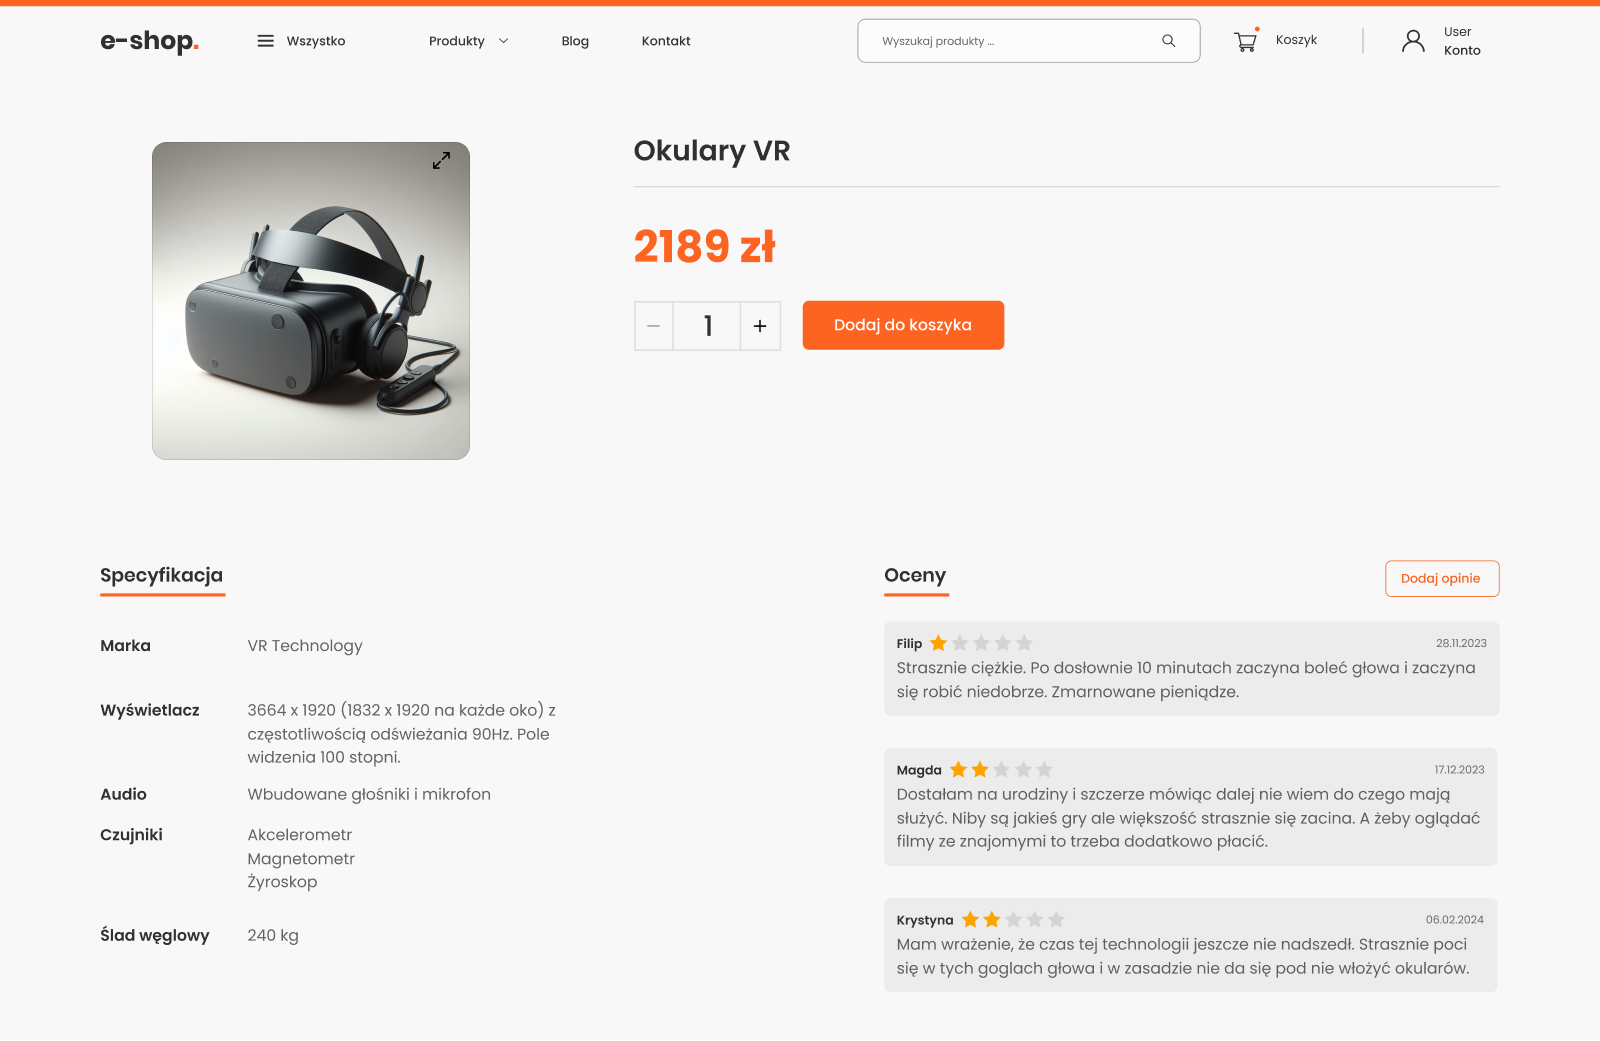 e-shop.
Wszystko
Produkty
Blog
Kontakt
Wyszukaj produkty ...
Koszyk
User
Konto
Okulary VR
2189 zł
− 1 +
Dodaj do koszyka
Specyfikacja
Marka
VR Technology
Wyświetlacz
3664 x 1920 (1832 x 1920 na każde oko) z
częstotliwością odświeżania 90Hz. Pole
widzenia 100 stopni.
Audio
Wbudowane głośniki i mikrofon
Czujniki
Akcelerometr
Magnetometr
Żyroskop
Ślad węglowy
240 kg
Oceny
Dodaj opinie
Filip
28.11.2023
Strasznie ciężkie. Po dosłownie 10 minutach zaczyna boleć głowa i zaczyna
się robić niedobrze. Zmarnowane pieniądze.
Magda
17.12.2023
Dostałam na urodziny i szczerze mówiąc dalej nie wiem do czego mają
służyć. Niby są jakieś gry ale większość strasznie się zacina. A żeby oglądać
filmy ze znajomymi to trzeba dodatkowo płacić.
Krystyna
06.02.2024
Mam wrażenie, że czas tej technologii jeszcze nie nadszedł. Strasznie poci
się w tych goglach głowa i w zasadzie nie da się pod nie włożyć okularów.